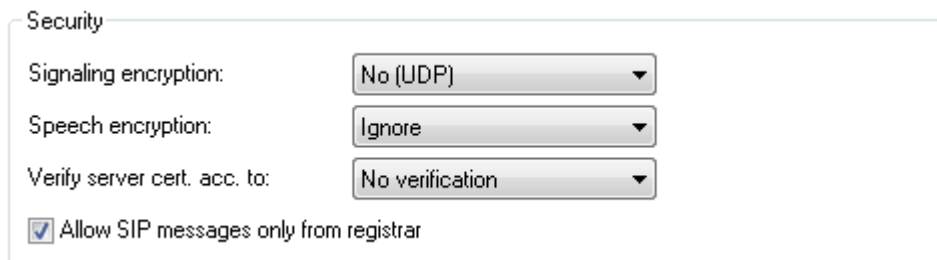 Security
Signaling encryption: No (UDP)
Speech encryption: Ignore
Verify server cert. acc. to: No verification
Allow SIP messages only from registrar